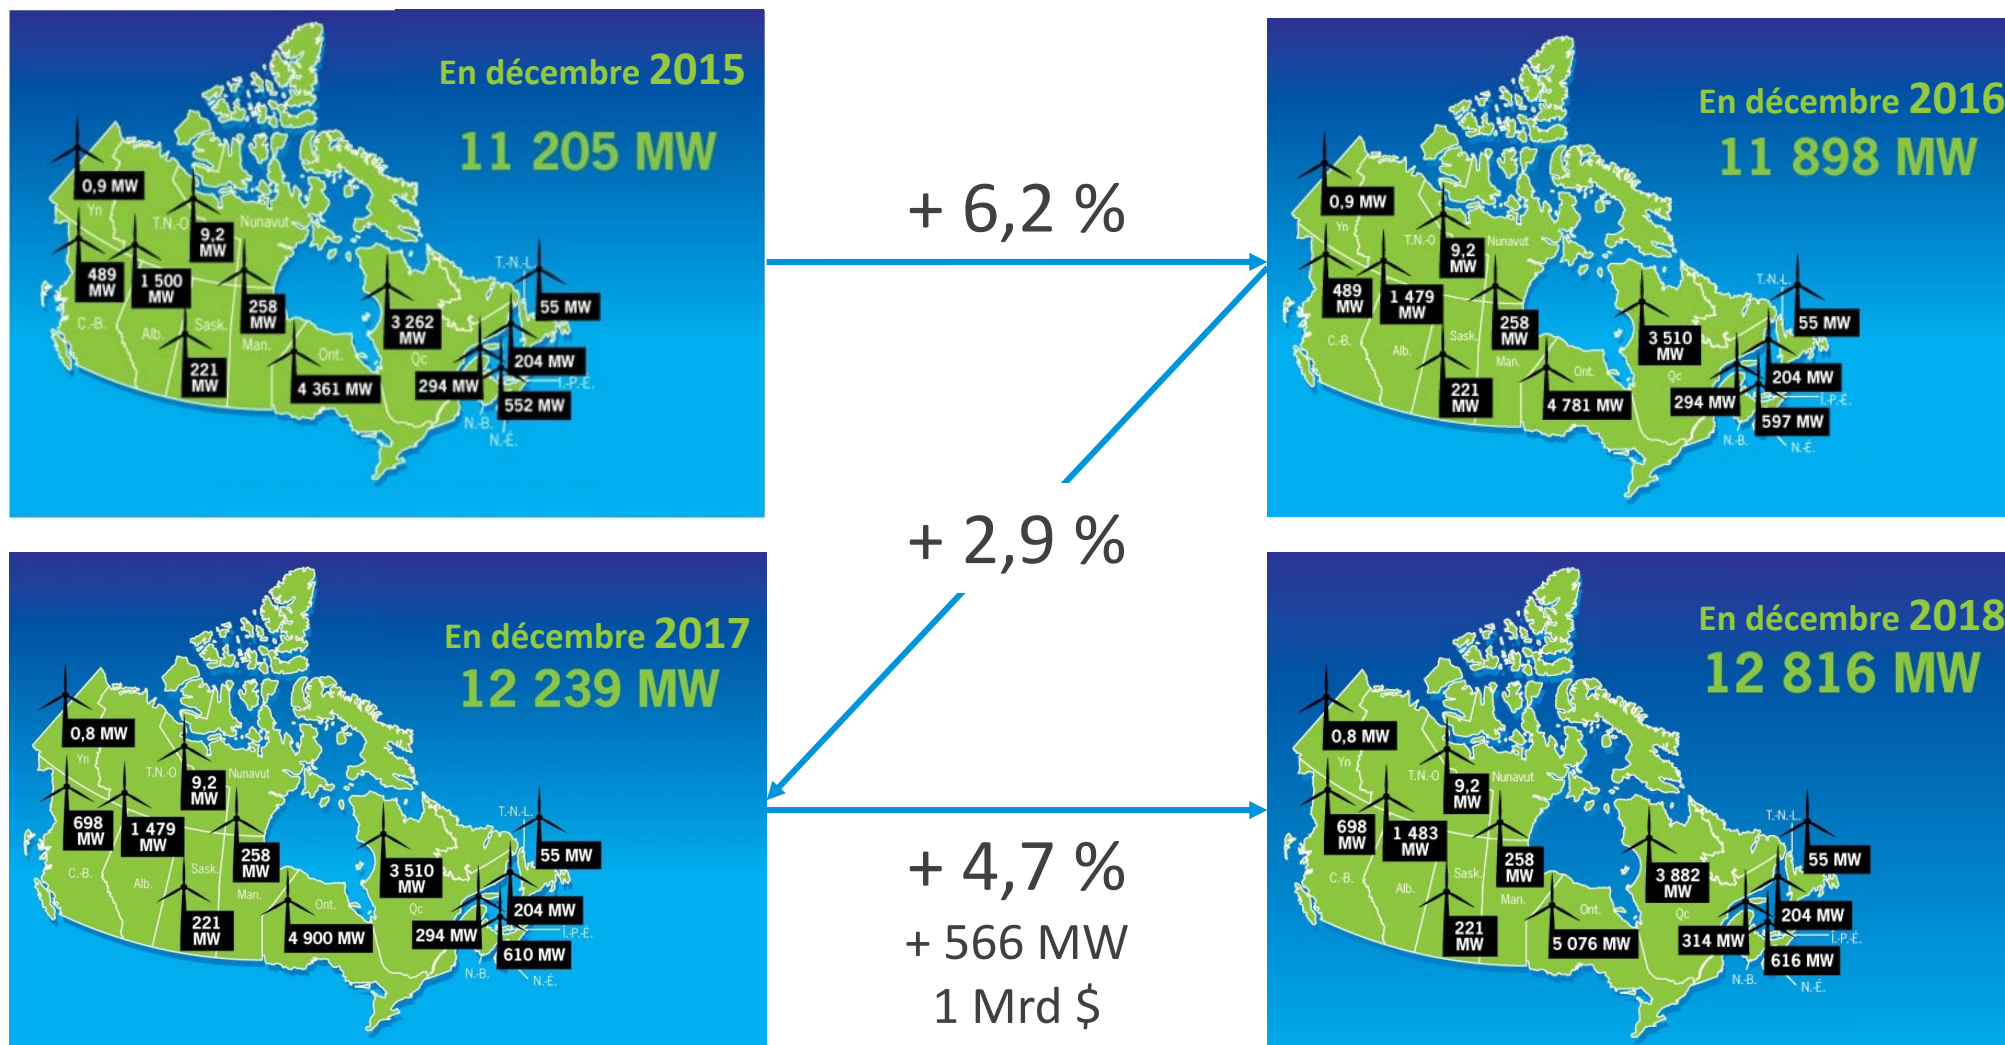 En décembre 2015
11 205 MW
0,9 MW
Yn
T.N.-O
Nunavut
9,2
MW
489
MW
1 500
MW
258
MW
3 262
MW
T.-N.-L.
55 MW
C.-B.
Alb.
Sask.
Man.
Ont.
Qc
221
MW
4 361 MW
294 MW
204 MW
Î.-P.-É.
552 MW
N.-B.
N.-É.
+ 6,2 %
En décembre 2016
11 898 MW
0,9 MW
Yn
T.N.-O
Nunavut
9,2
MW
489
MW
1 479
MW
258
MW
3 510
MW
T.-N.-L.
55 MW
C.-B.
Alb.
Sask.
Man.
Ont.
Qc
221
MW
4 781 MW
294 MW
204 MW
Î.-P.-É.
597 MW
N.-B.
N.-É.
+ 2,9 %
En décembre 2017
12 239 MW
0,8 MW
Yn
T.N.-O
Nunavut
9,2
MW
698
MW
1 479
MW
258
MW
3 510
MW
T.-N.-L.
55 MW
C.-B.
Alb.
Sask.
Man.
Ont.
Qc
221
MW
4 900 MW
294 MW
204 MW
Î.-P.-É.
610 MW
N.-B.
N.-É.
+ 4,7 %
+ 566 MW
1 Mrd $
En décembre 2018
12 816 MW
0,8 MW
Yn
T.N.-O
Nunavut
9,2
MW
698
MW
1 483
MW
258
MW
3 882
MW
T.-N.-L.
55 MW
C.-B.
Alb.
Sask.
Man.
Ont.
Qc
221
MW
5 076 MW
314 MW
204 MW
Î.-P.-É.
616 MW
N.-B.
N.-É.